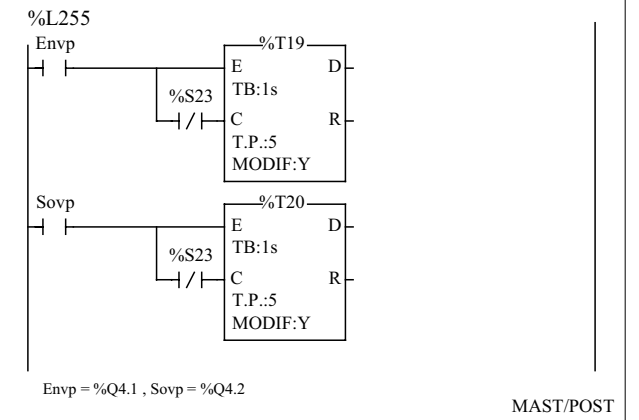 %L255
Envp
%T19
E D
TB:1s
%S23
C R
T.P.:5
MODIF:Y
Sovp
%T20
E D
TB:1s
%S23
C R
T.P.:5
MODIF:Y
Envp = %Q4.1 , Sovp = %Q4.2
MAST/POST